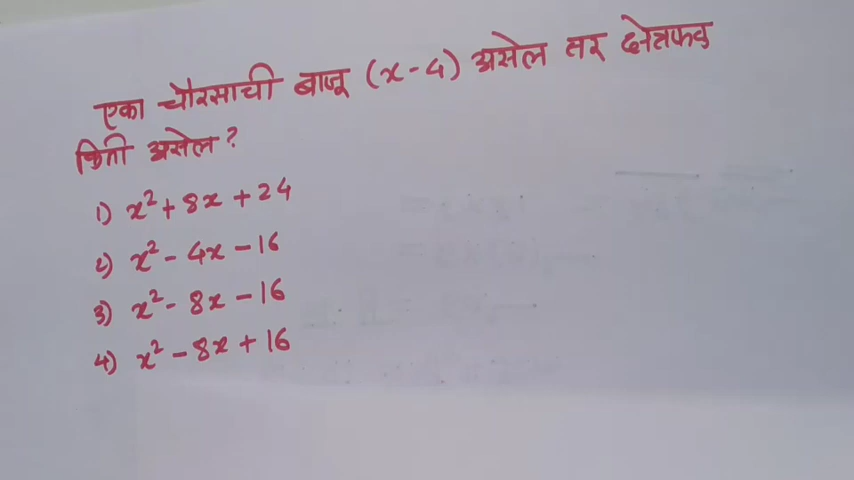 एका चौरसाची बाजू (x-4) असेल तर क्षेत्रफळ
किती असेल?
1) x² + 8x + 24
2) x² - 4x - 16
3) x² - 8x - 16
4) x² - 8x + 16